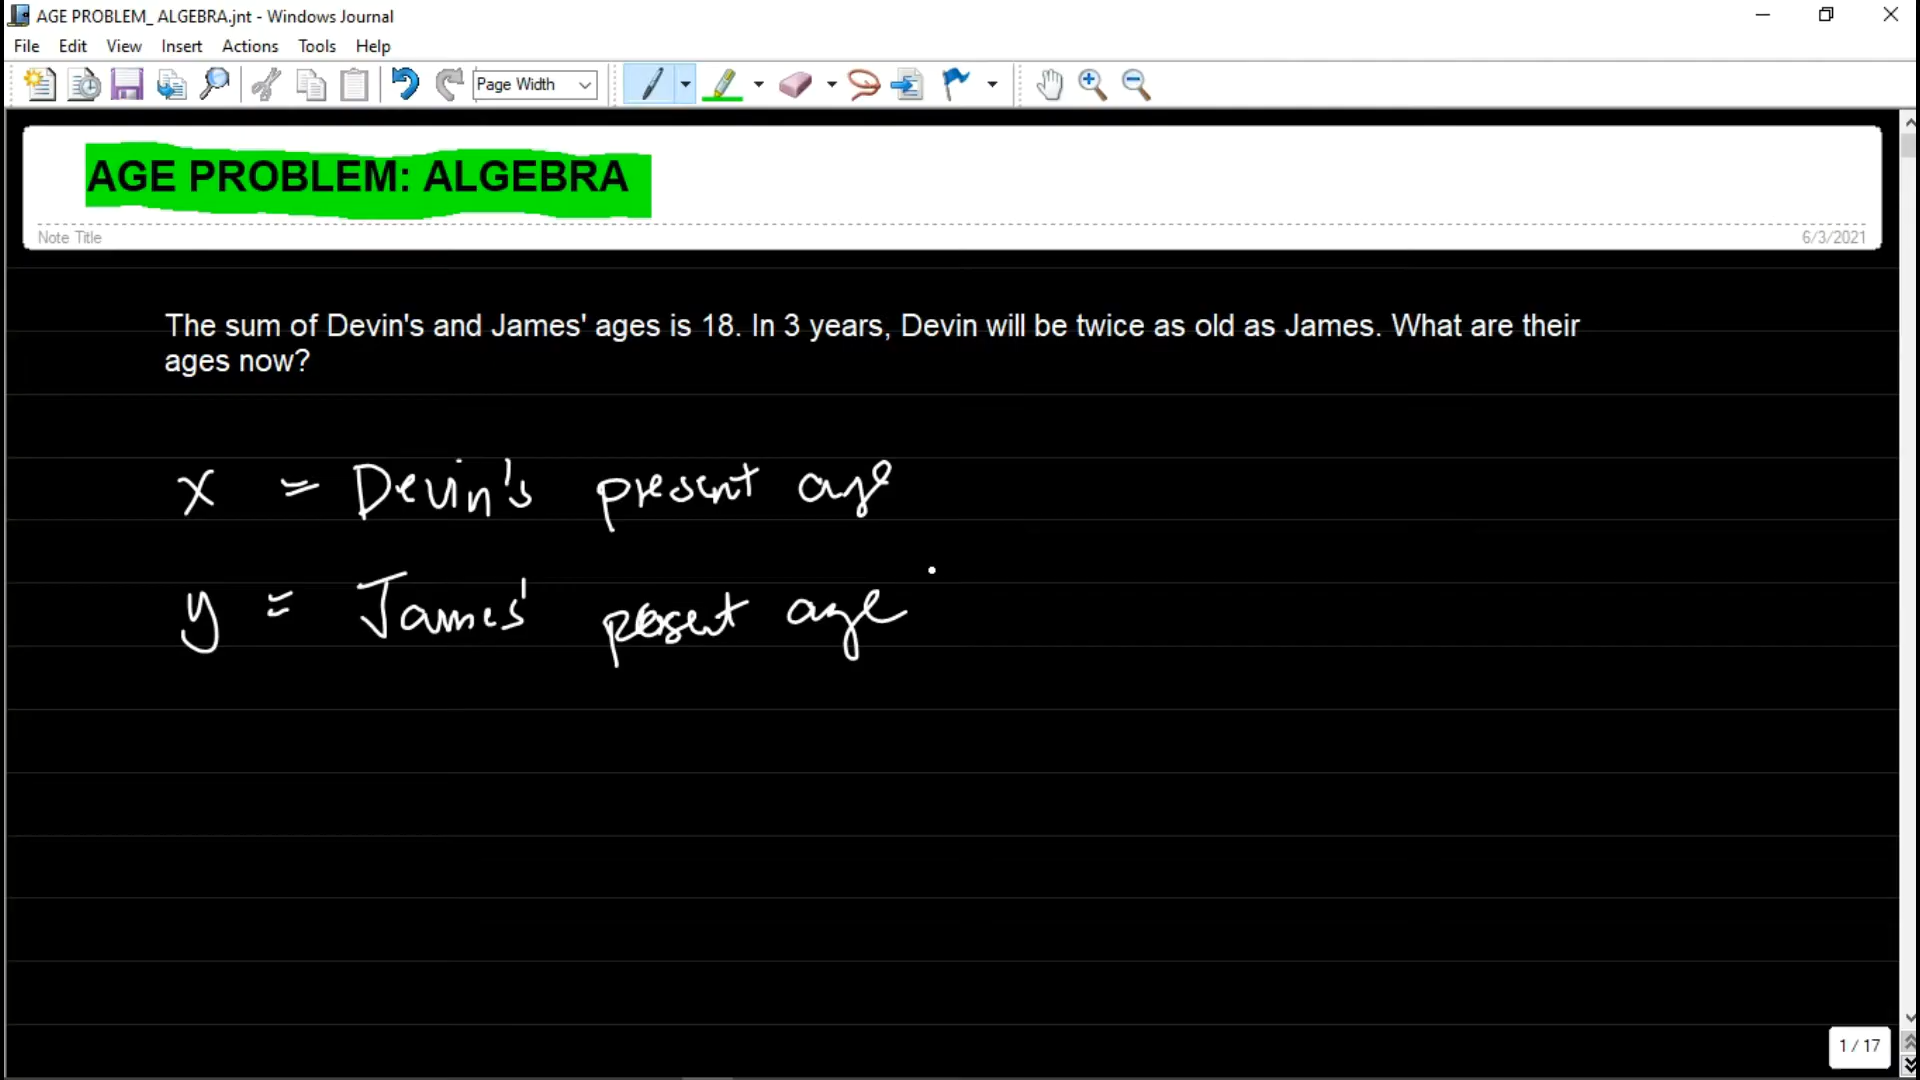 AGE PROBLEM_ ALGEBRA.jnt - Windows Journal
File Edit View Insert Actions Tools Help
Page Width
AGE PROBLEM: ALGEBRA
Note Title
6/3/2021
The sum of Devin's and James' ages is 18. In 3 years, Devin will be twice as old as James. What are their
ages now?
x = Devin's present age
y = James' present age
1 / 17